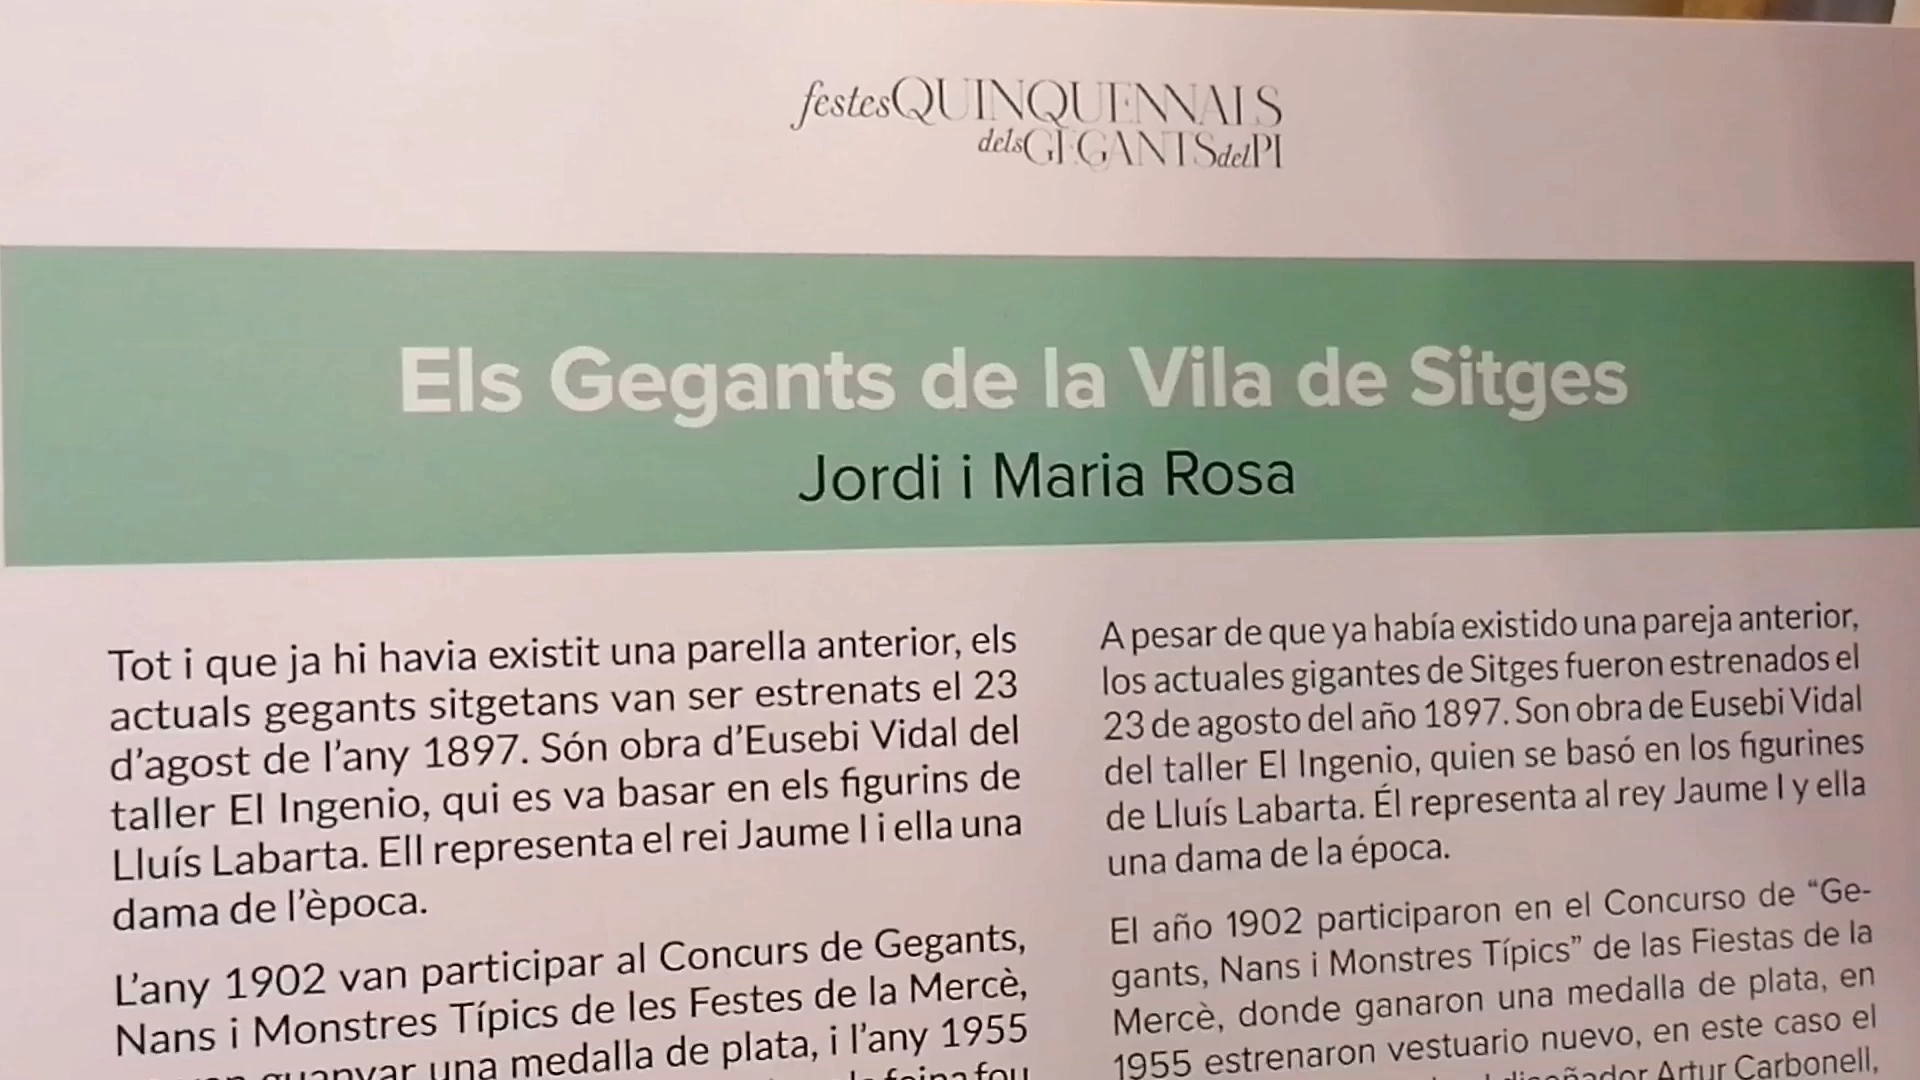 festesQUINQUENNALS
delsGEGANTSdelPI
Els Gegants de la Vila de Sitges
Jordi i Maria Rosa
Tot i que ja hi havia existit una parella anterior, els
actuals gegants sitgetans van ser estrenats el 23
d'agost de l'any 1897. Són obra d'Eusebi Vidal del
taller El Ingenio, qui es va basar en els figurins de
Lluís Labarta. Ell representa el rei Jaume I i ella una
dama de l'època.
L'any 1902 van participar al Concurs de Gegants,
Nans i Monstres Típics de les Festes de la Mercè,
guanyar una medalla de plata, i l'any 1955
feina fou
A pesar de que ya había existido una pareja anterior,
los actuales gigantes de Sitges fueron estrenados el
23 de agosto del año 1897. Son obra de Eusebi Vidal
del taller El Ingenio, quien se basó en los figurines
de Lluís Labarta. Él representa al rey Jaume I y ella
una dama de la época.
El año 1902 participaron en el Concurso de “Ge-
gants, Nans i Monstres Típics” de las Fiestas de la
Mercè, donde ganaron una medalla de plata, en
1955 estrenaron vestuario nuevo, en este caso el
diseñador Artur Carbonell,